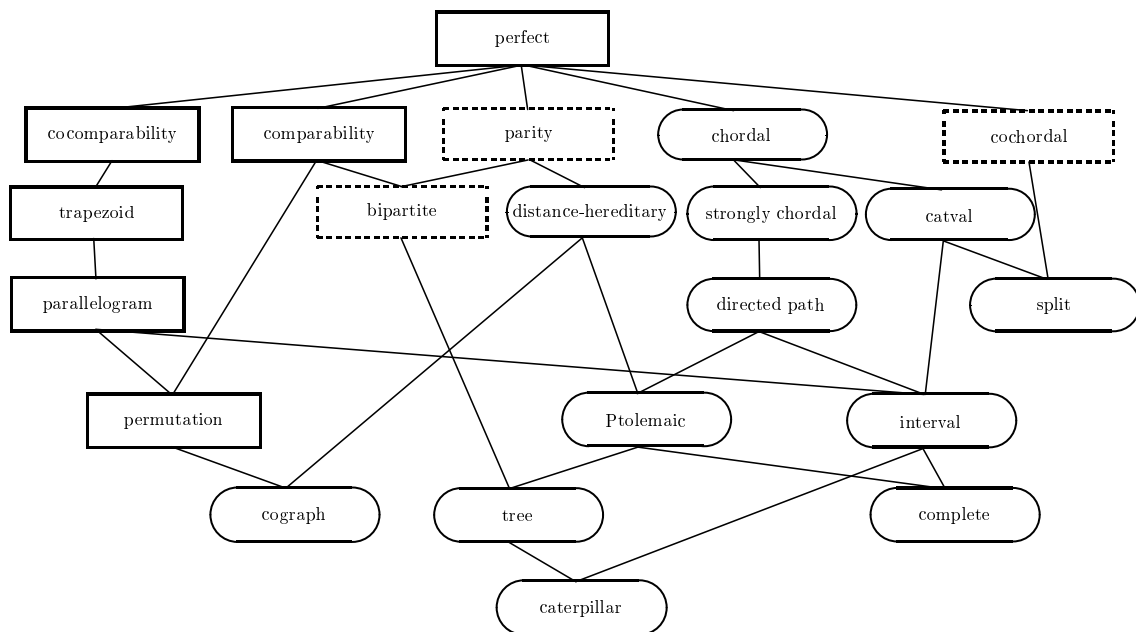 perfect
cocomparability
comparability
parity
chordal
cochordal
trapezoid
bipartite
distance-hereditary
strongly chordal
catval
parallelogram
directed path
split
permutation
Ptolemaic
interval
cograph
tree
complete
caterpillar